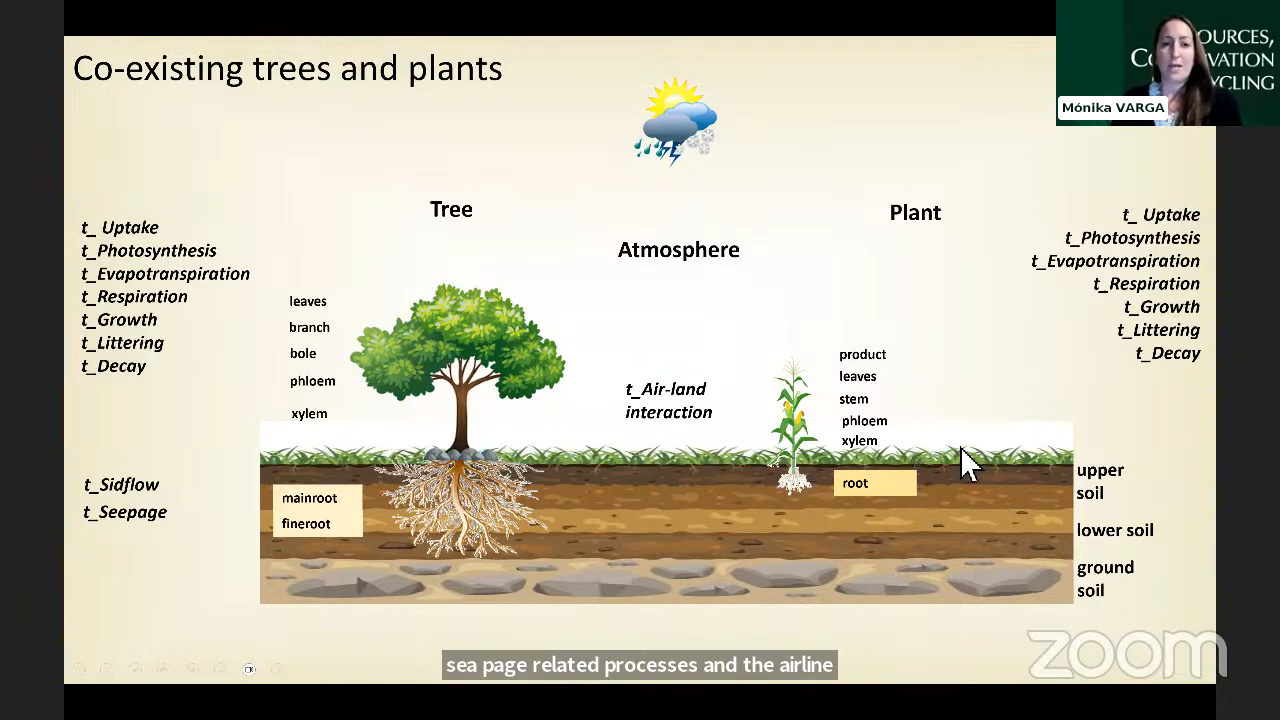 Co-existing trees and plants
OURCES,
VATION
YCLING
Mónika VARGA
Tree
Plant
Atmosphere
t_ Uptake
t_Photosynthesis
t_Evapotranspiration
t_Respiration
t_Growth
t_Littering
t_Decay
leaves
branch
bole
phloem
xylem
t_Air-land
interaction
product
leaves
stem
phloem
xylem
t_ Uptake
t_Photosynthesis
t_Evapotranspiration
t_Respiration
t_Growth
t_Littering
t_Decay
t_Sidflow
t_Seepage
mainroot
fineroot
root
upper
soil
lower soil
ground
soil
sea page related processes and the airline
zoom